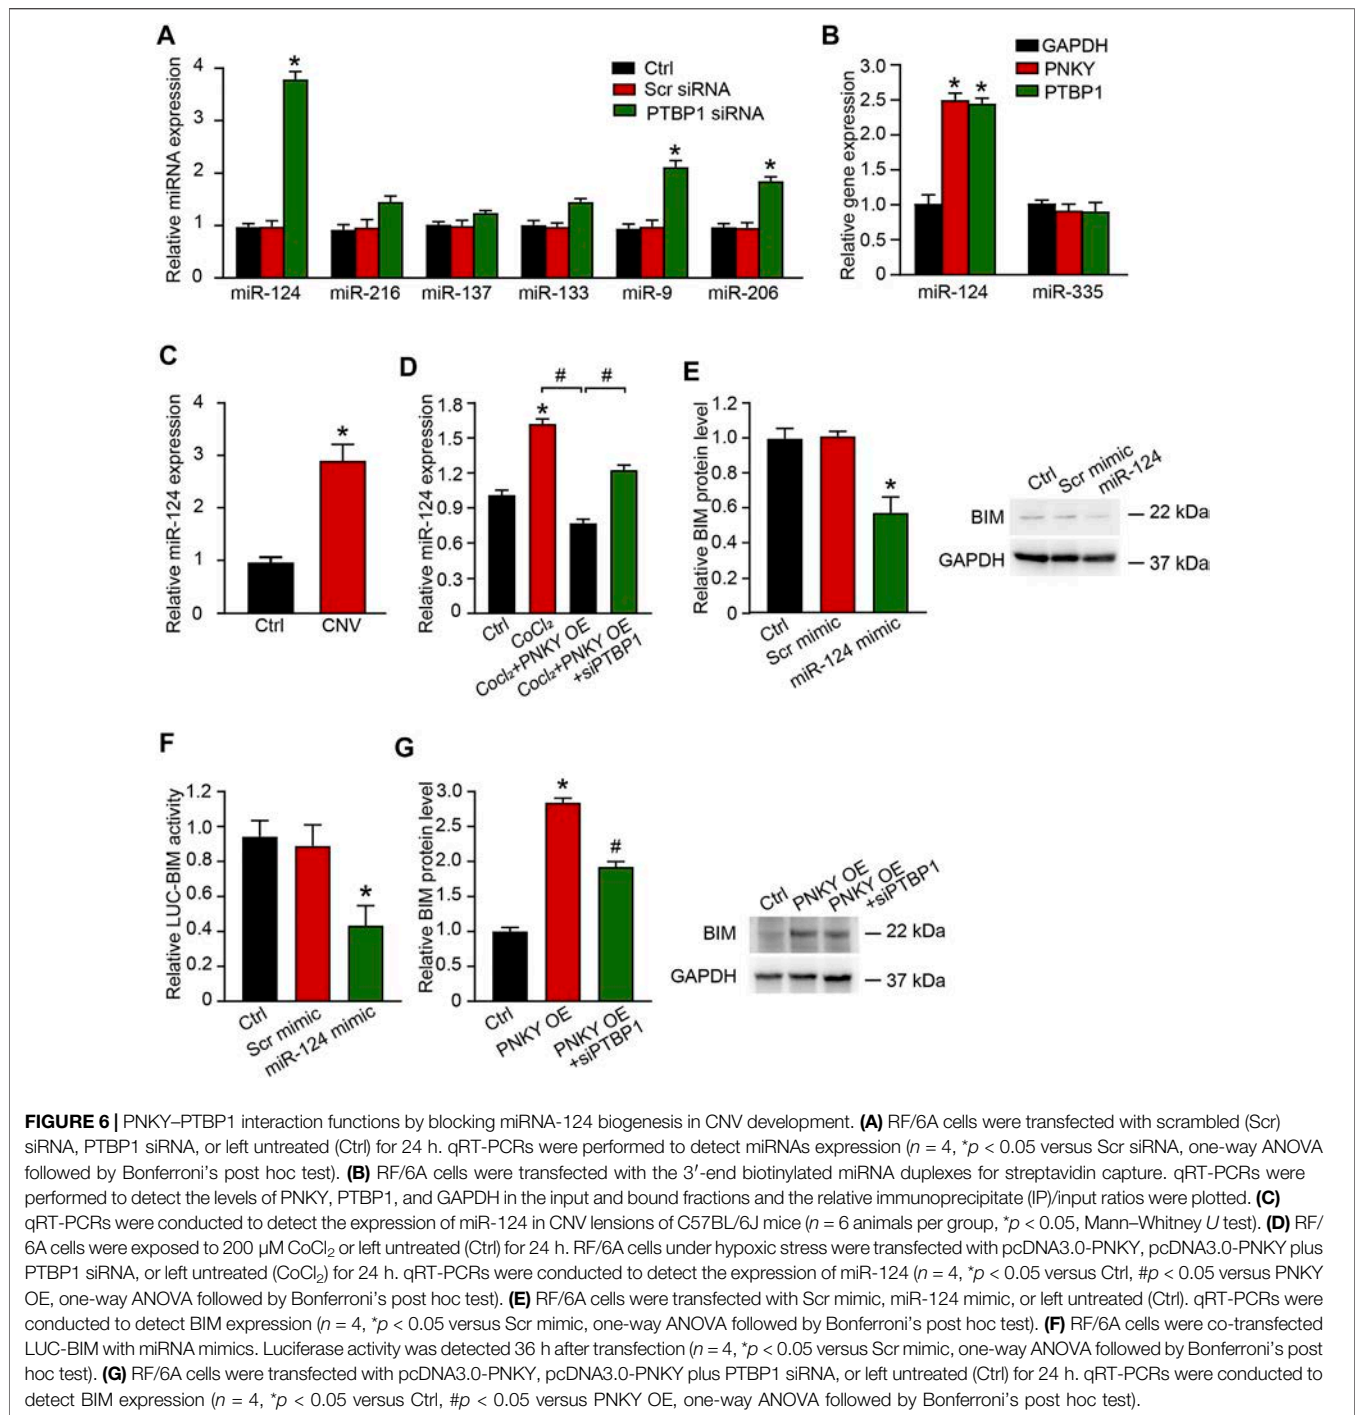 A
Relative miRNA expression
4
3
2
1
0
*
*
*
Ctrl
Scr siRNA
PTBP1 siRNA
miR-124 miR-216 miR-137 miR-133 miR-9 miR-206
B
Relative gene expression
3.0
2.5
2.0
1.5
1.0
0.5
0
* *
GAPDH
PNKY
PTBP1
miR-124 miR-335
C
Relative miR-124 expression
4
3
2
1
0
*
Ctrl CNV
D
Relative miR-124 expression
1.8
1.5
1.2
0.9
0.6
0.3
0
*
# #
Ctrl
CoCl₂
Cocl₂+PNKY OE
Cocl₂+PNKY OE
+siPTBP1
E
Relative BIM protein level
1.2
1.0
0.8
0.6
0.4
0.2
0
*
Ctrl
Scr mimic
miR-124 mimic
Ctrl Scr mimic miR-124
BIM — 22 kDa
GAPDH — 37 kDa
F
Relative LUC-BIM activity
1.2
1.0
0.8
0.6
0.4
0.2
0
*
Ctrl
Scr mimic
miR-124 mimic
G
Relative BIM protein level
3.0
2.5
2.0
1.5
1.0
0.5
0
*
#
Ctrl
PNKY OE
PNKY OE
+siPTBP1
Ctrl PNKY OE PNKY OE
+siPTBP1
BIM — 22 kDa
GAPDH — 37 kDa
FIGURE 6 | PNKY–PTBP1 interaction functions by blocking miRNA-124 biogenesis in CNV development. (A) RF/6A cells were transfected with scrambled (Scr)
siRNA, PTBP1 siRNA, or left untreated (Ctrl) for 24 h. qRT-PCRs were performed to detect miRNAs expression (n = 4, *p < 0.05 versus Scr siRNA, one-way ANOVA
followed by Bonferroni's post hoc test). (B) RF/6A cells were transfected with the 3′-end biotinylated miRNA duplexes for streptavidin capture. qRT-PCRs were
performed to detect the levels of PNKY, PTBP1, and GAPDH in the input and bound fractions and the relative immunoprecipitate (IP)/input ratios were plotted. (C)
qRT-PCRs were conducted to detect the expression of miR-124 in CNV lensions of C57BL/6J mice (n = 6 animals per group, *p < 0.05, Mann–Whitney U test). (D) RF/
6A cells were exposed to 200 µM CoCl₂ or left untreated (Ctrl) for 24 h. RF/6A cells under hypoxic stress were transfected with pcDNA3.0-PNKY, pcDNA3.0-PNKY plus
PTBP1 siRNA, or left untreated (CoCl₂) for 24 h. qRT-PCRs were conducted to detect the expression of miR-124 (n = 4, *p < 0.05 versus Ctrl, #p < 0.05 versus PNKY
OE, one-way ANOVA followed by Bonferroni's post hoc test). (E) RF/6A cells were transfected with Scr mimic, miR-124 mimic, or left untreated (Ctrl). qRT-PCRs were
conducted to detect BIM expression (n = 4, *p < 0.05 versus Scr mimic, one-way ANOVA followed by Bonferroni's post hoc test). (F) RF/6A cells were co-transfected
LUC-BIM with miRNA mimics. Luciferase activity was detected 36 h after transfection (n = 4, *p < 0.05 versus Scr mimic, one-way ANOVA followed by Bonferroni's post
hoc test). (G) RF/6A cells were transfected with pcDNA3.0-PNKY, pcDNA3.0-PNKY plus PTBP1 siRNA, or left untreated (Ctrl) for 24 h. qRT-PCRs were conducted to
detect BIM expression (n = 4, *p < 0.05 versus Ctrl, #p < 0.05 versus PNKY OE, one-way ANOVA followed by Bonferroni's post hoc test).